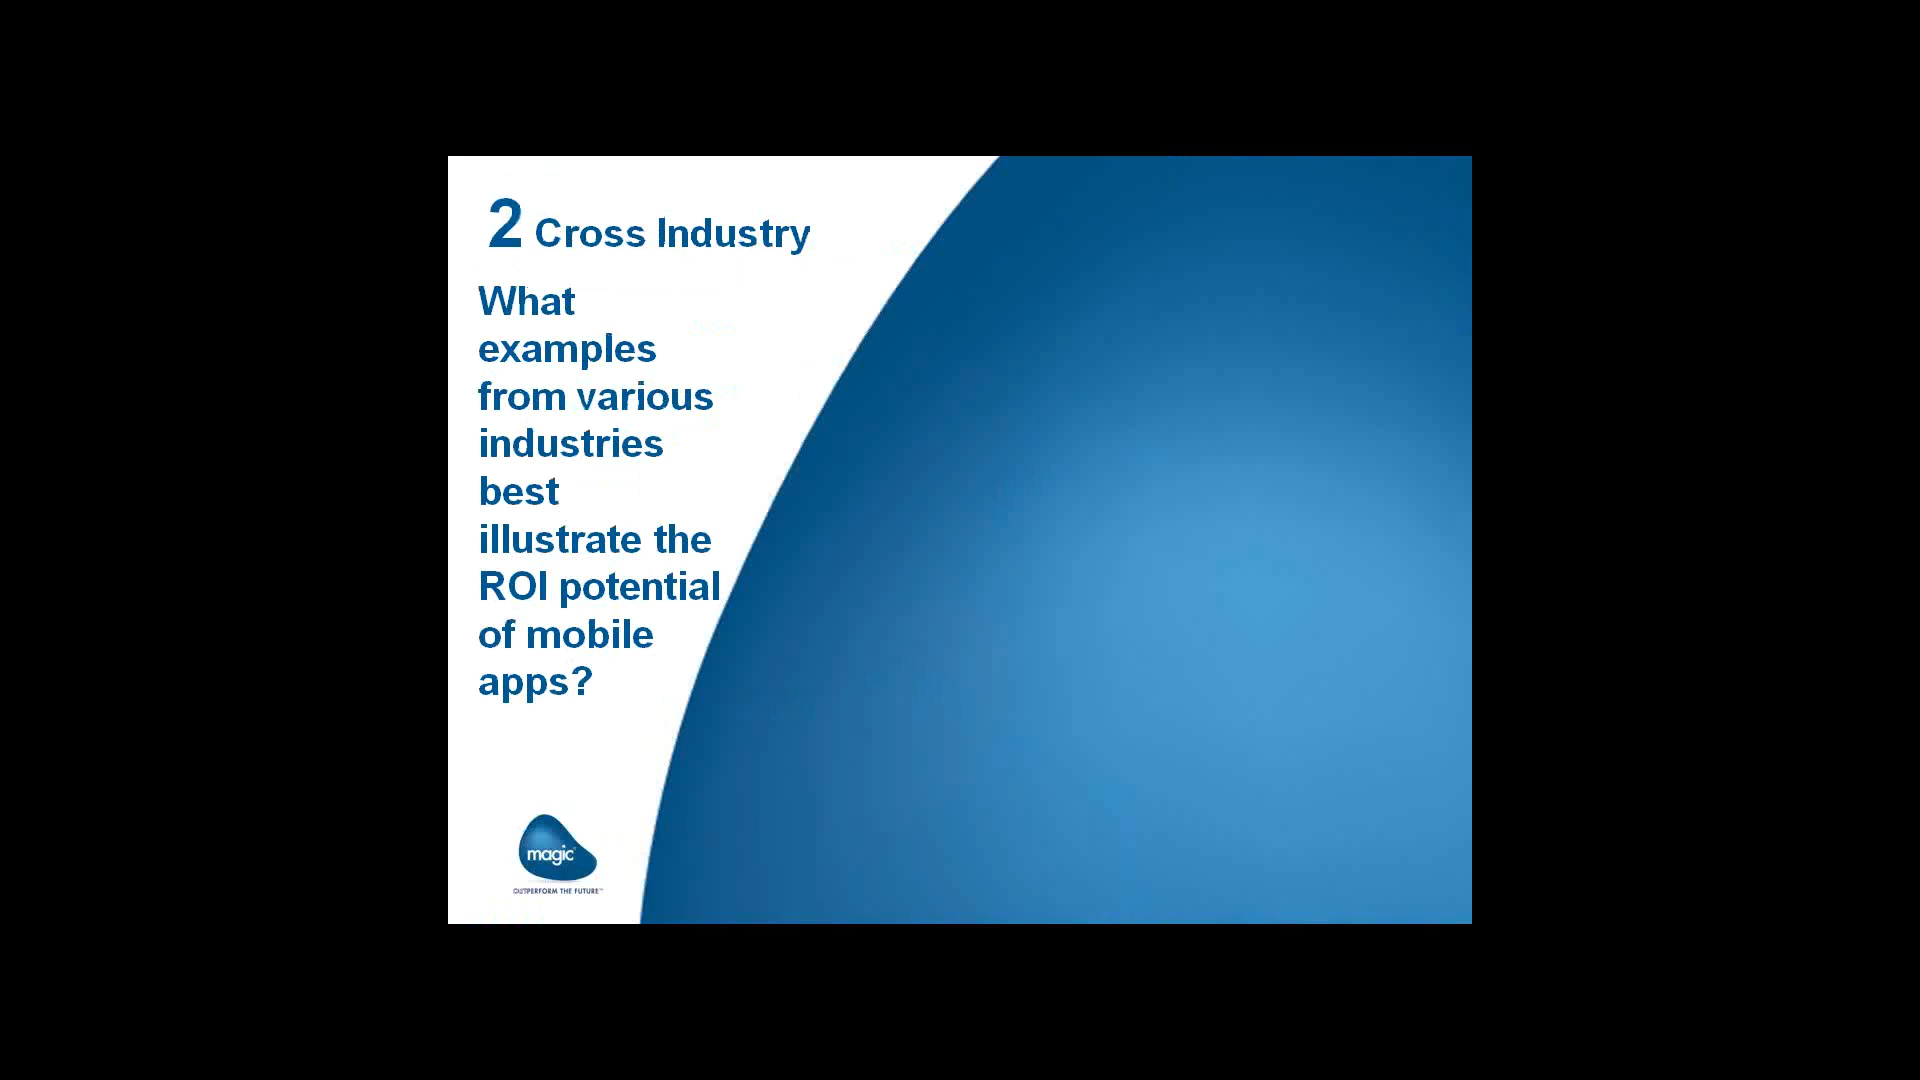 2 Cross Industry
What
examples
from various
industries
best
illustrate the
ROI potential
of mobile
apps?
magic
OUTPERFORM THE FUTURE™